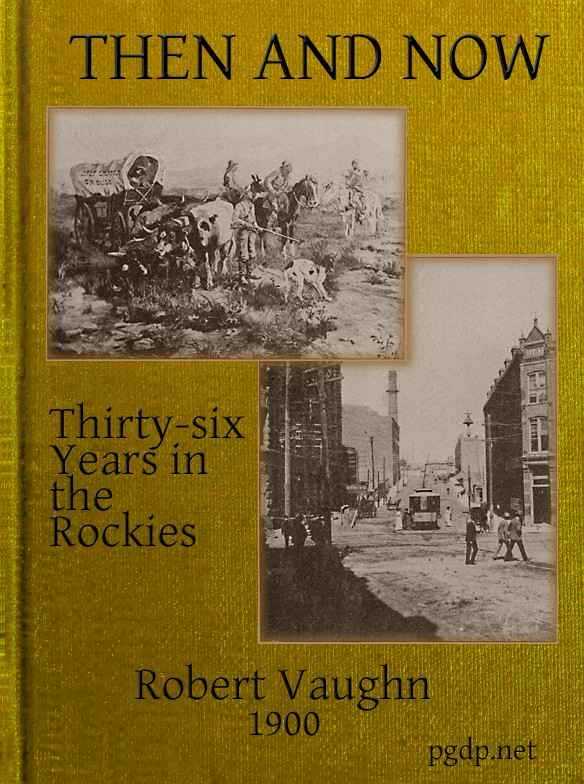 THEN AND NOW
Thirty-six
Years in
the
Rockies
Robert Vaughn
1900
pgdp.net